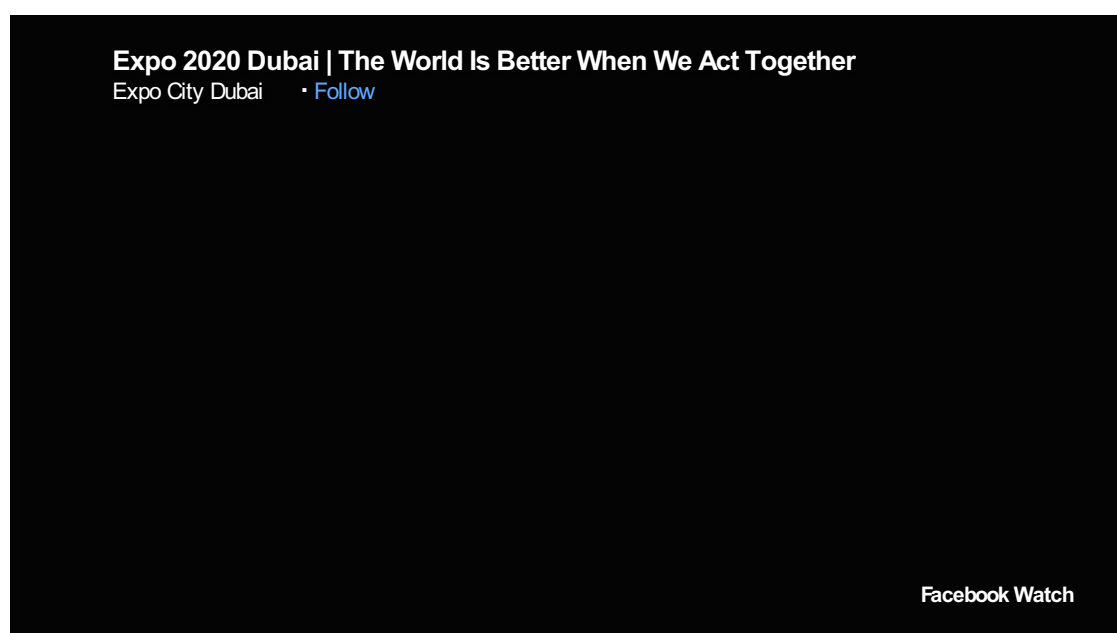 Expo 2020 Dubai | The World Is Better When We Act Together
Expo City Dubai · Follow
Facebook Watch